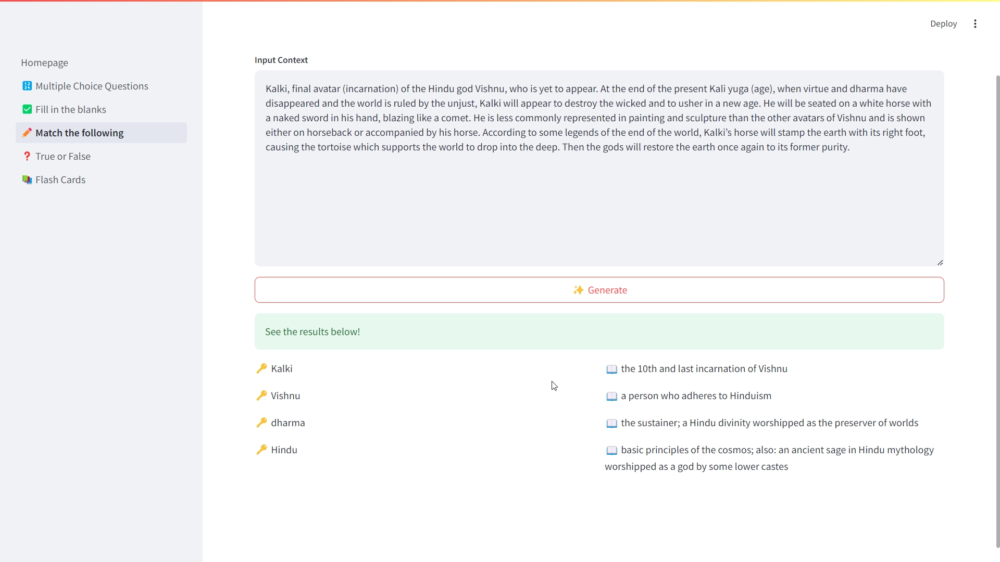 Deploy
Homepage
Multiple Choice Questions
Fill in the blanks
Match the following
True or False
Flash Cards
Input Context
Kalki, final avatar (incarnation) of the Hindu god Vishnu, who is yet to appear. At the end of the present Kali yuga (age), when virtue and dharma have
disappeared and the world is ruled by the unjust, Kalki will appear to destroy the wicked and to usher in a new age. He will be seated on a white horse with
a naked sword in his hand, blazing like a comet. He is less commonly represented in painting and sculpture than the other avatars of Vishnu and is shown
either on horseback or accompanied by his horse. According to some legends of the end of the world, Kalki’s horse will stamp the earth with its right foot,
causing the tortoise which supports the world to drop into the deep. Then the gods will restore the earth once again to its former purity.
✨ Generate
See the results below!
🔑 Kalki
📖 the 10th and last incarnation of Vishnu
🔑 Vishnu
📖 a person who adheres to Hinduism
🔑 dharma
📖 the sustainer; a Hindu divinity worshipped as the preserver of worlds
🔑 Hindu
📖 basic principles of the cosmos; also: an ancient sage in Hindu mythology
worshipped as a god by some lower castes